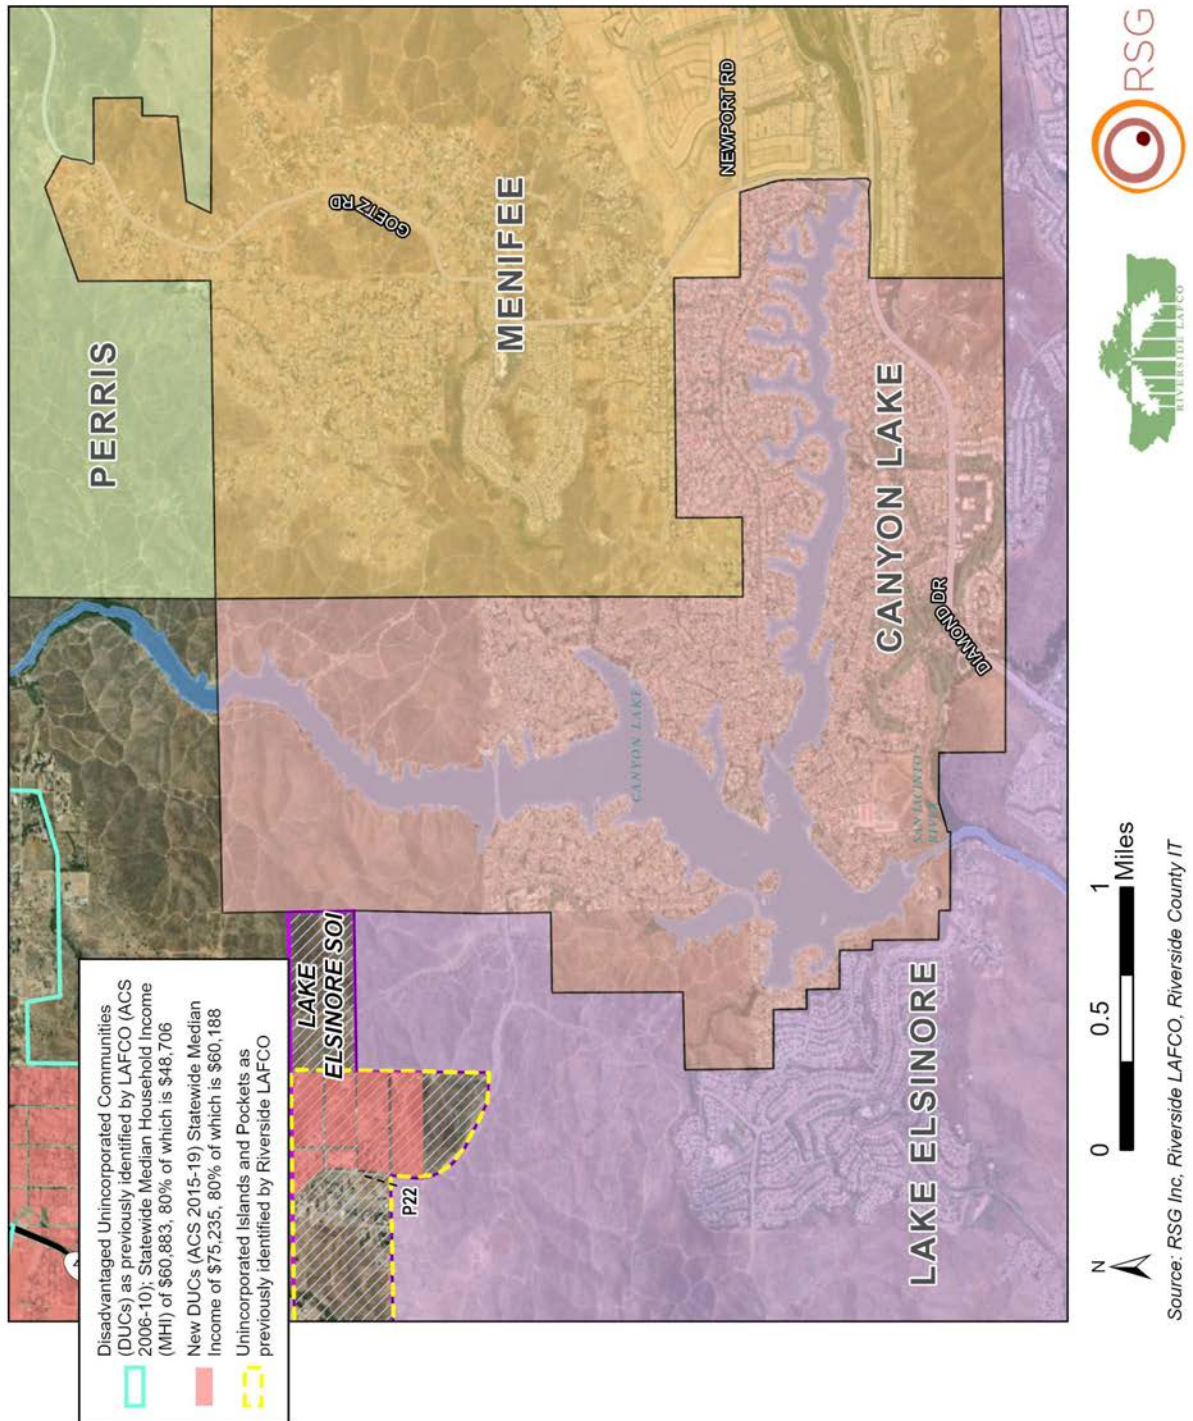 Disadvantaged Unincorporated Communities
(DUCs) as previously identified by LAFCO (ACS
2006-10); Statewide Median Household Income
(MHI) of $60,883, 80% of which is $48,706
New DUCs (ACS 2015-19) Statewide Median
Income of $75,235, 80% of which is $60,188
Unincorporated Islands and Pockets as
previously identified by Riverside LAFCO
PERRIS
GOETZ RD
MENIFEE
NEWPORT RD
LAKE
ELSINORE SOI
P22
CANYON LAKE
CANYON LAKE
DIAMOND DR
SAN JACINTO
RIVER
LAKE ELSINORE
N
0 0.5 1
Miles
Source: RSG Inc, Riverside LAFCO, Riverside County IT
RIVERSIDE LAFCO
RSG